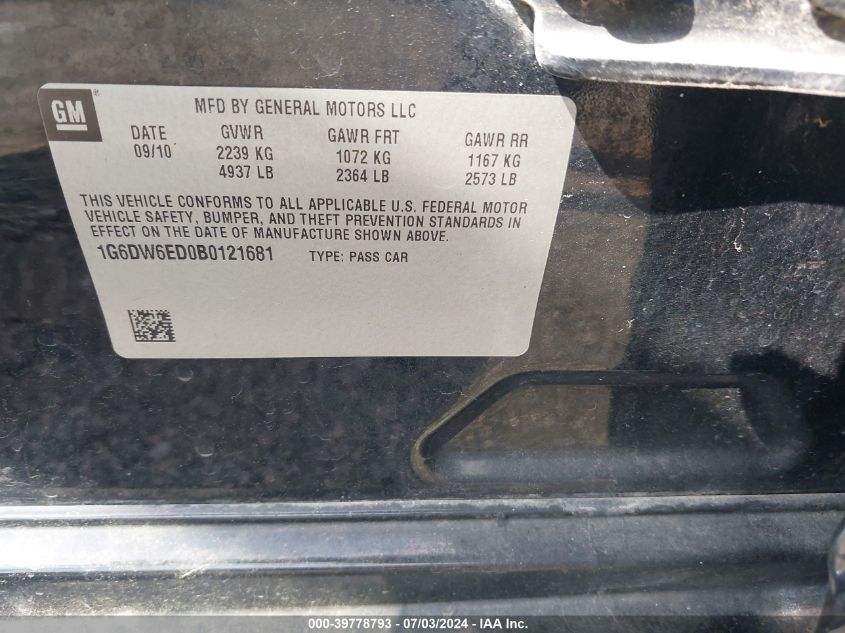 GM
MFD BY GENERAL MOTORS LLC
DATE GVWR GAWR FRT GAWR RR
09/10 2239 KG 1072 KG 1167 KG
4937 LB 2364 LB 2573 LB
THIS VEHICLE CONFORMS TO ALL APPLICABLE U.S. FEDERAL MOTOR
VEHICLE SAFETY, BUMPER, AND THEFT PREVENTION STANDARDS IN
EFFECT ON THE DATE OF MANUFACTURE SHOWN ABOVE.
1G6DW6ED0B0121681 TYPE: PASS CAR
000-39778793 - 07/03/2024 - IAA Inc.